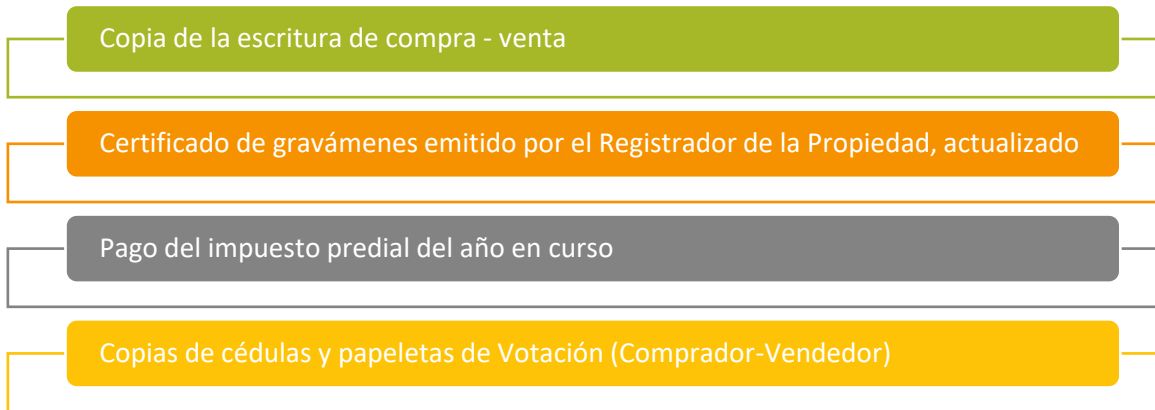 Copia de la escritura de compra - venta
Certificado de gravámenes emitido por el Registrador de la Propiedad, actualizado
Pago del impuesto predial del año en curso
Copias de cédulas y papeletas de Votación (Comprador-Vendedor)